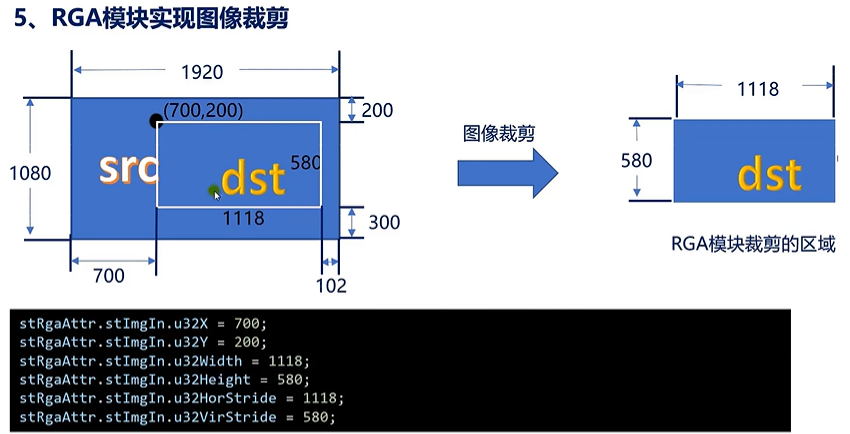 5、RGA模块实现图像裁剪
1920
(700,200)
200
1080
src
dst
580
1118
300
700
102
图像裁剪
1118
580
dst
RGA模块裁剪的区域
stRgaAttr.stImgIn.u32X = 700;
stRgaAttr.stImgIn.u32Y = 200;
stRgaAttr.stImgIn.u32Width = 1118;
stRgaAttr.stImgIn.u32Height = 580;
stRgaAttr.stImgIn.u32HorStride = 1118;
stRgaAttr.stImgIn.u32VirStride = 580;